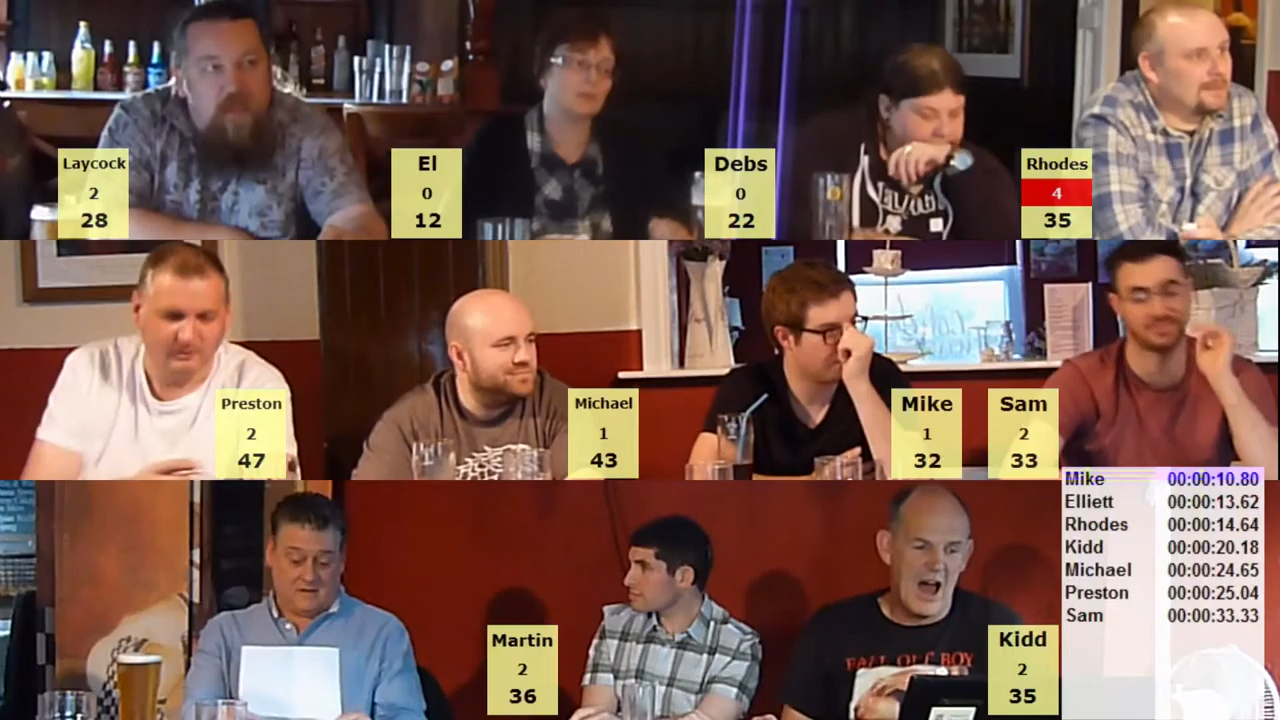 Laycock
2
28
El
0
12
Debs
0
22
Rhodes
4
35
Preston
2
47
Michael
1
43
Mike
1
32
Sam
2
33
Mike 00:00:10.80
Elliett 00:00:13.62
Rhodes 00:00:14.64
Kidd 00:00:20.18
Michael 00:00:24.65
Preston 00:00:25.04
Sam 00:00:33.33
Martin
2
36
FALL OUT BOY
Kidd
2
35